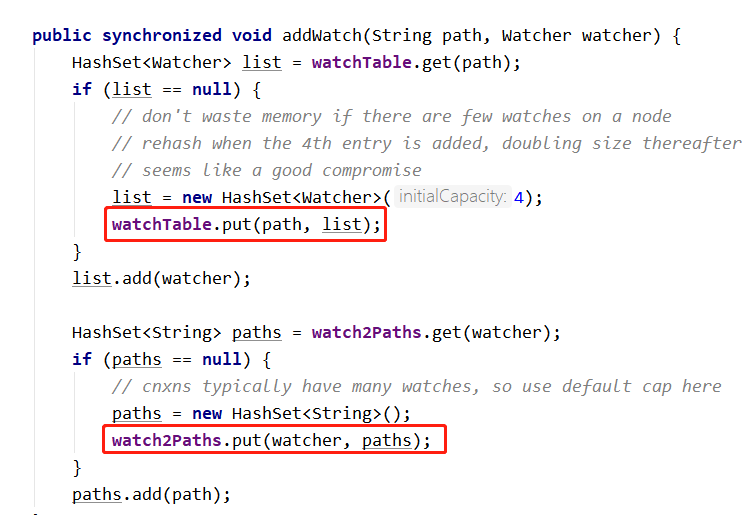 public synchronized void addWatch(String path, Watcher watcher) {
HashSet<Watcher> list = watchTable.get(path);
if (list == null) {
// don't waste memory if there are few watches on a node
// rehash when the 4th entry is added, doubling size thereafter
// seems like a good compromise
list = new HashSet<Watcher>( initialCapacity: 4);
watchTable.put(path, list);
}
list.add(watcher);
HashSet<String> paths = watch2Paths.get(watcher);
if (paths == null) {
// cnxns typically have many watches, so use default cap here
paths = new HashSet<String>();
watch2Paths.put(watcher, paths);
}
paths.add(path);